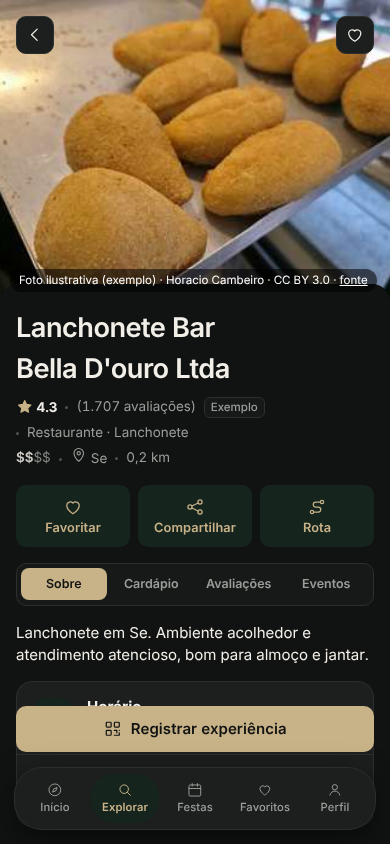 Foto ilustrativa (exemplo) · Horacio Cambeiro · CC BY 3.0 · fonte
Lanchonete Bar
Bella D'ouro Ltda
4.3 · (1.707 avaliações) Exemplo
· Restaurante · Lanchonete
$$$$ · Se · 0,2 km
Favoritar Compartilhar Rota
Sobre Cardápio Avaliações Eventos
Lanchonete em Se. Ambiente acolhedor e
atendimento atencioso, bom para almoço e jantar.
Horário
Registrar experiência
Início Explorar Festas Favoritos Perfil